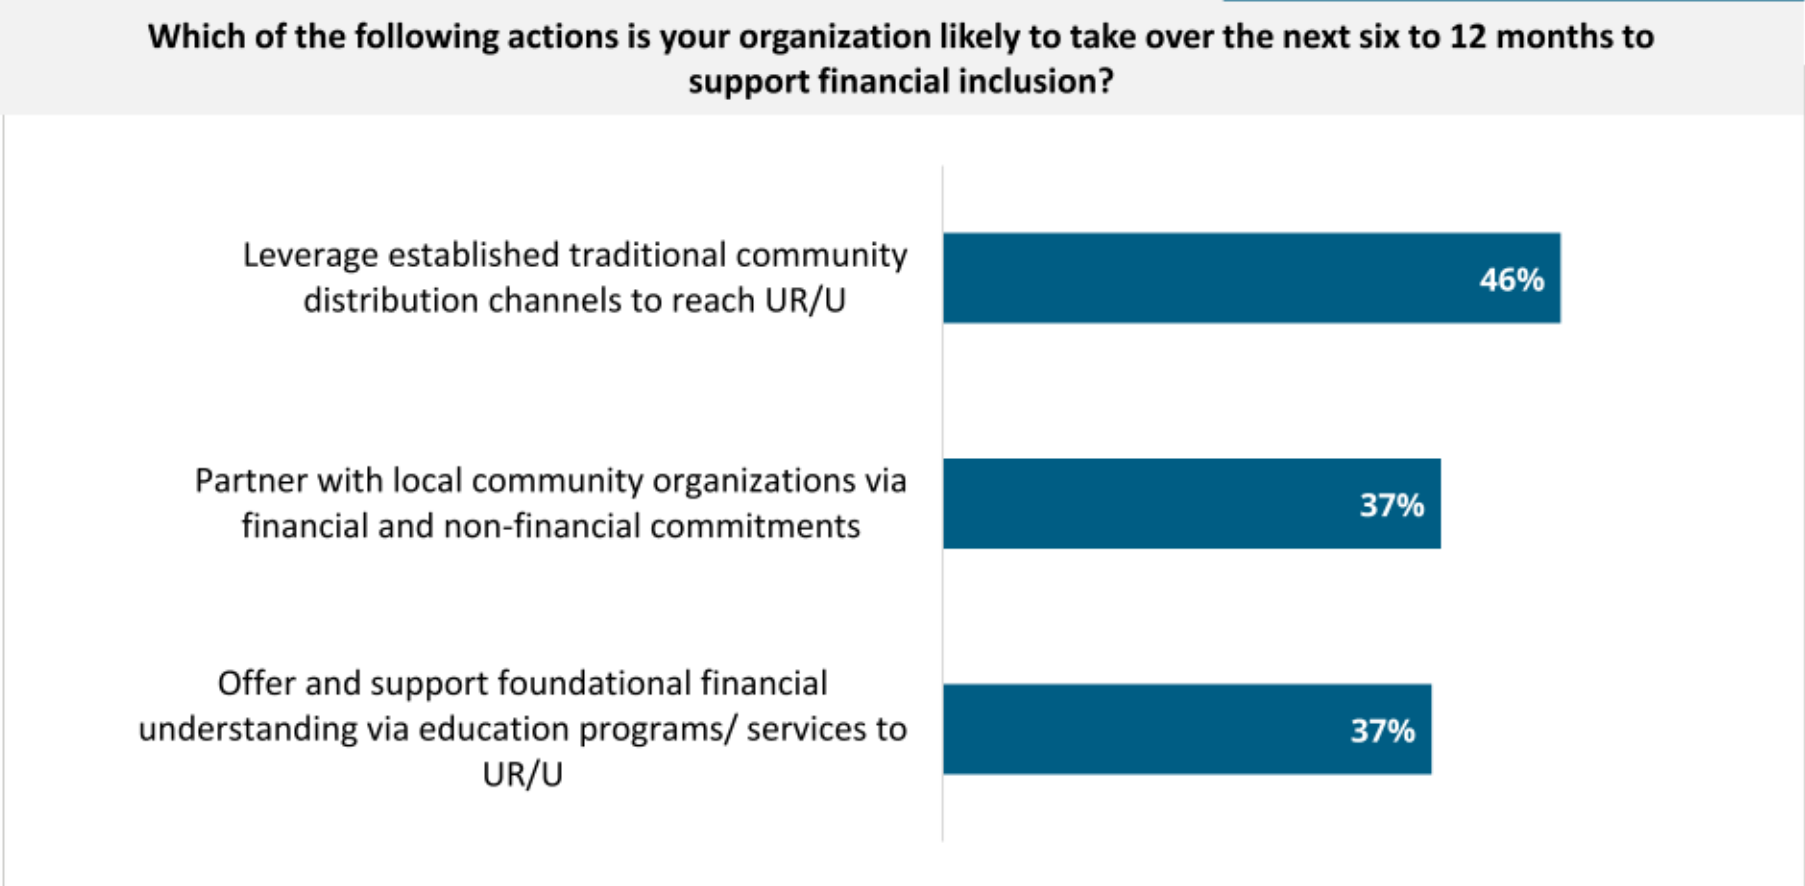 Which of the following actions is your organization likely to take over the next six to 12 months to
support financial inclusion?
Leverage established traditional community
distribution channels to reach UR/U
46%
Partner with local community organizations via
financial and non-financial commitments
37%
Offer and support foundational financial
understanding via education programs/ services to
UR/U
37%